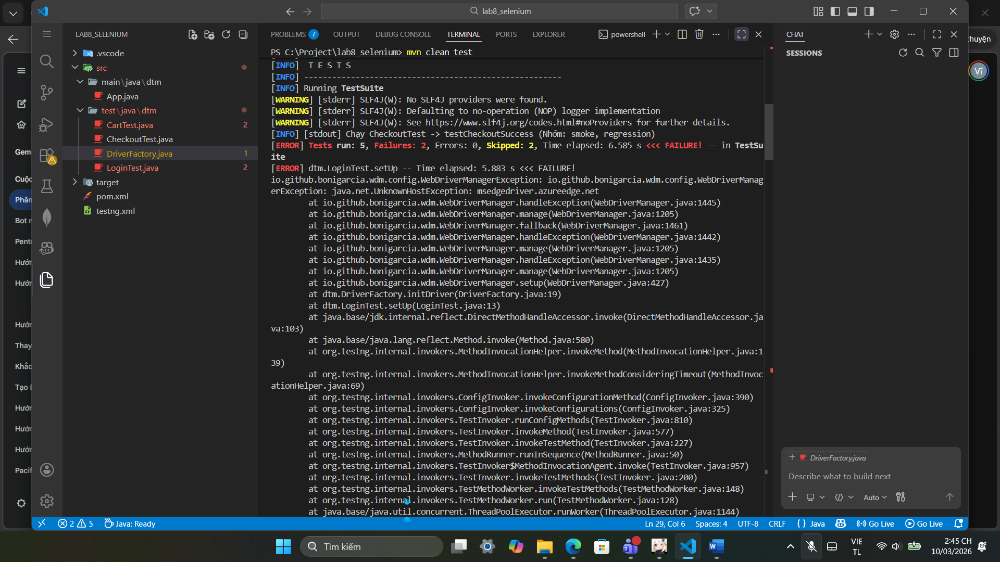 lab8_selenium
LAB8_SELENIUM
.vscode
src
main\java\dtm
App.java
test\java\dtm
CartTest.java 2
CheckoutTest.java
DriverFactory.java 1
LoginTest.java 2
target
pom.xml
testng.xml
PROBLEMS 7 OUTPUT DEBUG CONSOLE TERMINAL PORTS EXPLORER
powershell
PS C:\Project\lab8_selenium> mvn clean test
[INFO]  T E S T S
[INFO] -------------------------------------------------------
[INFO] Running TestSuite
[WARNING] [stderr] SLF4J(W): No SLF4J providers were found.
[WARNING] [stderr] SLF4J(W): Defaulting to no-operation (NOP) logger implementation
[WARNING] [stderr] SLF4J(W): See https://www.slf4j.org/codes.html#noProviders for further details.
[INFO] [stdout] Chạy CheckoutTest -> testCheckoutSuccess (Nhóm: smoke, regression)
[ERROR] Tests run: 5, Failures: 2, Errors: 0, Skipped: 2, Time elapsed: 6.585 s <<< FAILURE! -- in TestSu
ite
[ERROR] dtm.LoginTest.setUp -- Time elapsed: 5.883 s <<< FAILURE!
io.github.bonigarcia.wdm.config.WebDriverManagerException: io.github.bonigarcia.wdm.config.WebDriverManag
erException: java.net.UnknownHostException: msedgedriver.azureedge.net
at io.github.bonigarcia.wdm.WebDriverManager.handleException(WebDriverManager.java:1445)
at io.github.bonigarcia.wdm.WebDriverManager.manage(WebDriverManager.java:1205)
at io.github.bonigarcia.wdm.WebDriverManager.fallback(WebDriverManager.java:1461)
at io.github.bonigarcia.wdm.WebDriverManager.handleException(WebDriverManager.java:1442)
at io.github.bonigarcia.wdm.WebDriverManager.manage(WebDriverManager.java:1205)
at io.github.bonigarcia.wdm.WebDriverManager.handleException(WebDriverManager.java:1435)
at io.github.bonigarcia.wdm.WebDriverManager.manage(WebDriverManager.java:1205)
at io.github.bonigarcia.wdm.WebDriverManager.setup(WebDriverManager.java:427)
at dtm.DriverFactory.initDriver(DriverFactory.java:19)
at dtm.LoginTest.setUp(LoginTest.java:13)
at java.base/jdk.internal.reflect.DirectMethodHandleAccessor.invoke(DirectMethodHandleAccessor.ja
va:103)
at java.base/java.lang.reflect.Method.invoke(Method.java:580)
at org.testng.internal.invokers.MethodInvocationHelper.invokeMethod(MethodInvocationHelper.java:1
39)
at org.testng.internal.invokers.MethodInvocationHelper.invokeMethodConsideringTimeout(MethodInvoc
ationHelper.java:69)
at org.testng.internal.invokers.ConfigInvoker.invokeConfigurationMethod(ConfigInvoker.java:390)
at org.testng.internal.invokers.ConfigInvoker.invokeConfigurations(ConfigInvoker.java:325)
at org.testng.internal.invokers.TestInvoker.runConfigMethods(TestInvoker.java:810)
at org.testng.internal.invokers.TestInvoker.invokeMethod(TestInvoker.java:577)
at org.testng.internal.invokers.TestInvoker.invokeTestMethod(TestInvoker.java:227)
at org.testng.internal.invokers.MethodRunner.runInSequence(MethodRunner.java:50)
at org.testng.internal.invokers.TestInvoker$MethodInvocationAgent.invoke(TestInvoker.java:957)
at org.testng.internal.invokers.TestInvoker.invokeTestMethods(TestInvoker.java:200)
at org.testng.internal.invokers.TestMethodWorker.invokeTestMethods(TestMethodWorker.java:148)
at org.testng.internal.invokers.TestMethodWorker.run(TestMethodWorker.java:128)
at java.base/java.util.concurrent.ThreadPoolExecutor.runWorker(ThreadPoolExecutor.java:1144)
CHAT
SESSIONS
DriverFactory.java
Describe what to build next
Auto
huyện
Vĩ
Gem
Cuộc
Phân
Bot
Pent
Hướn
Hướn
Hướn
Thay
Khắc
Tạo
Hướn
Hướn
Hướn
Pacif
2 5 Java: Ready
Ln 29, Col 6 Spaces: 4 UTF-8 CRLF {} Java Go Live Go Live
Tìm kiếm
VIE
TL
2:45 CH
10/03/2026